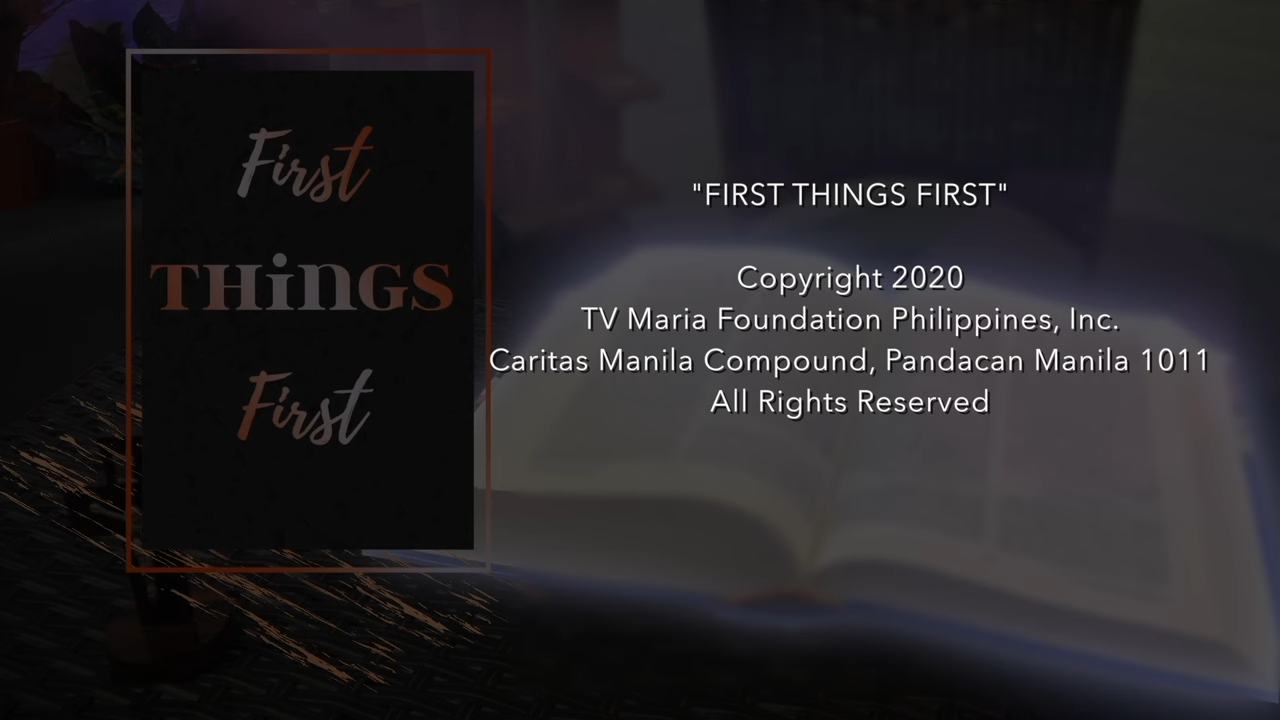 First
THiNGS
First
"FIRST THINGS FIRST"
Copyright 2020
TV Maria Foundation Philippines, Inc.
Caritas Manila Compound, Pandacan Manila 1011
All Rights Reserved